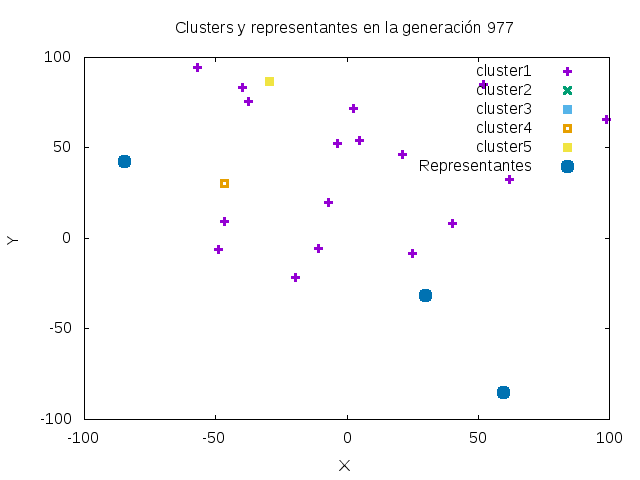 Clusters y representantes en la generación 977
100
50
0
-50
-100
-100
-50
0
50
100
Y
X
cluster1
cluster2
cluster3
cluster4
cluster5
Representantes